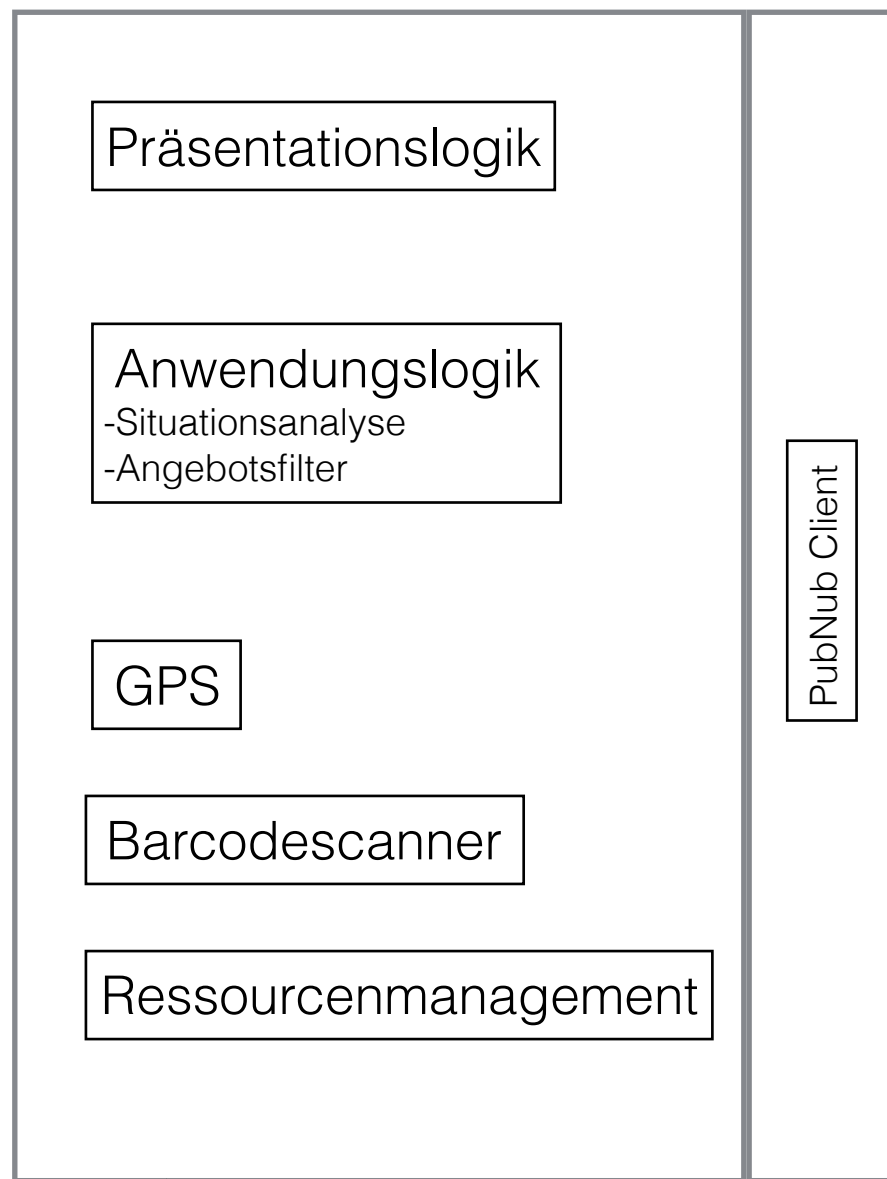 Präsentationslogik
Anwendungslogik
-Situationsanalyse
-Angebotsfilter
GPS
Barcodescanner
Ressourcenmanagement
PubNub Client